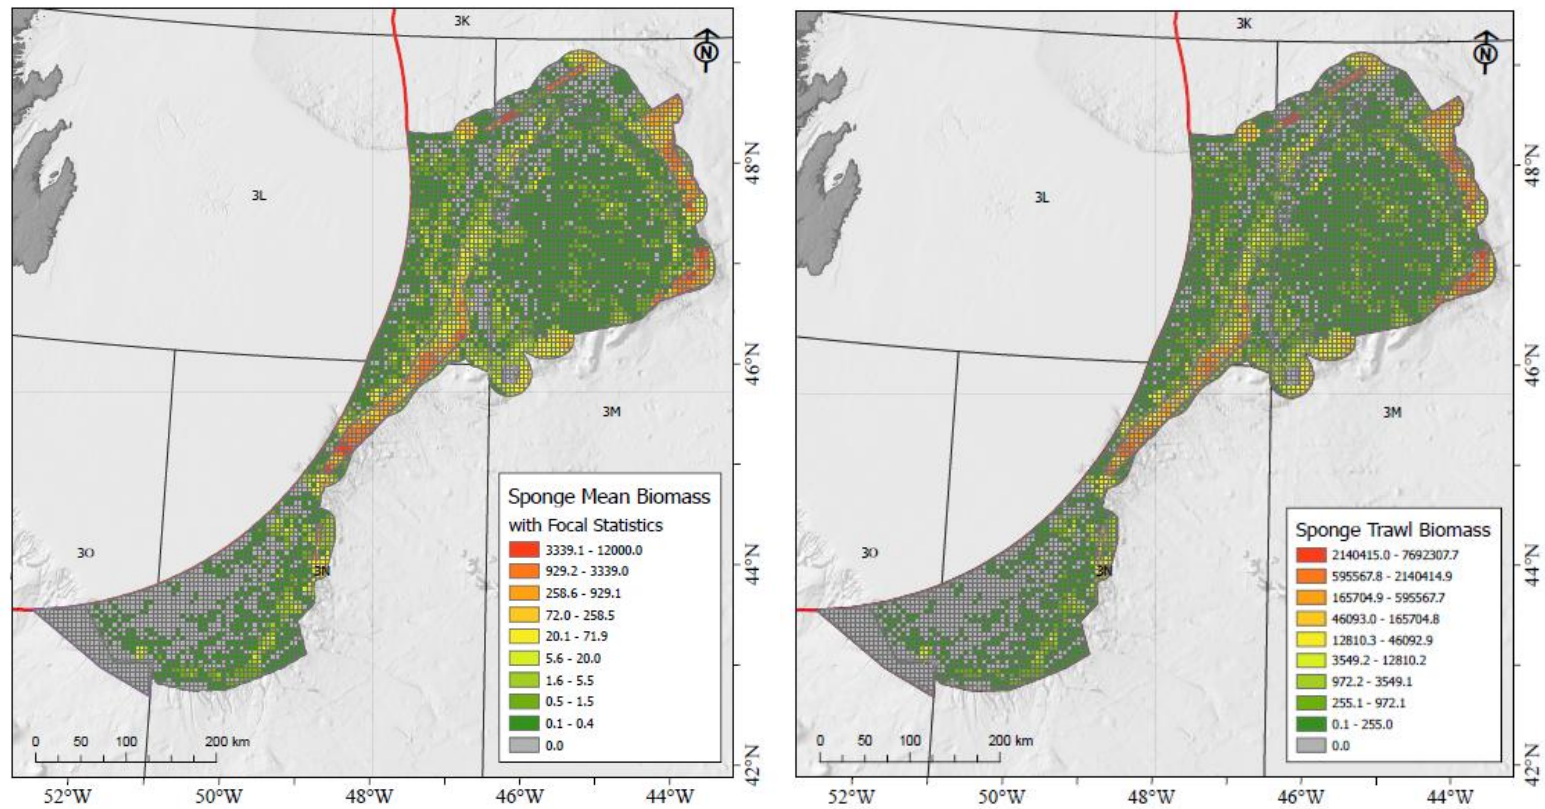 3K
N
3L
48°N
46°N
3M
3O
44°N
3N
Sponge Mean Biomass
with Focal Statistics
3339.1 - 12000.0
929.2 - 3339.0
258.6 - 929.1
72.0 - 258.5
20.1 - 71.9
5.6 - 20.0
1.6 - 5.5
0.5 - 1.5
0.1 - 0.4
0.0
0 50 100 200 km
42°N
52°W 50°W 48°W 46°W 44°W
3K
N
3L
48°N
46°N
3M
3O
44°N
3N
Sponge Trawl Biomass
2140415.0 - 7692307.7
595567.8 - 2140414.9
165704.9 - 595567.7
46093.0 - 165704.8
12810.3 - 46092.9
3549.2 - 12810.2
972.2 - 3549.1
255.1 - 972.1
0.1 - 255.0
0.0
0 50 100 200 km
42°N
52°W 50°W 48°W 46°W 44°W